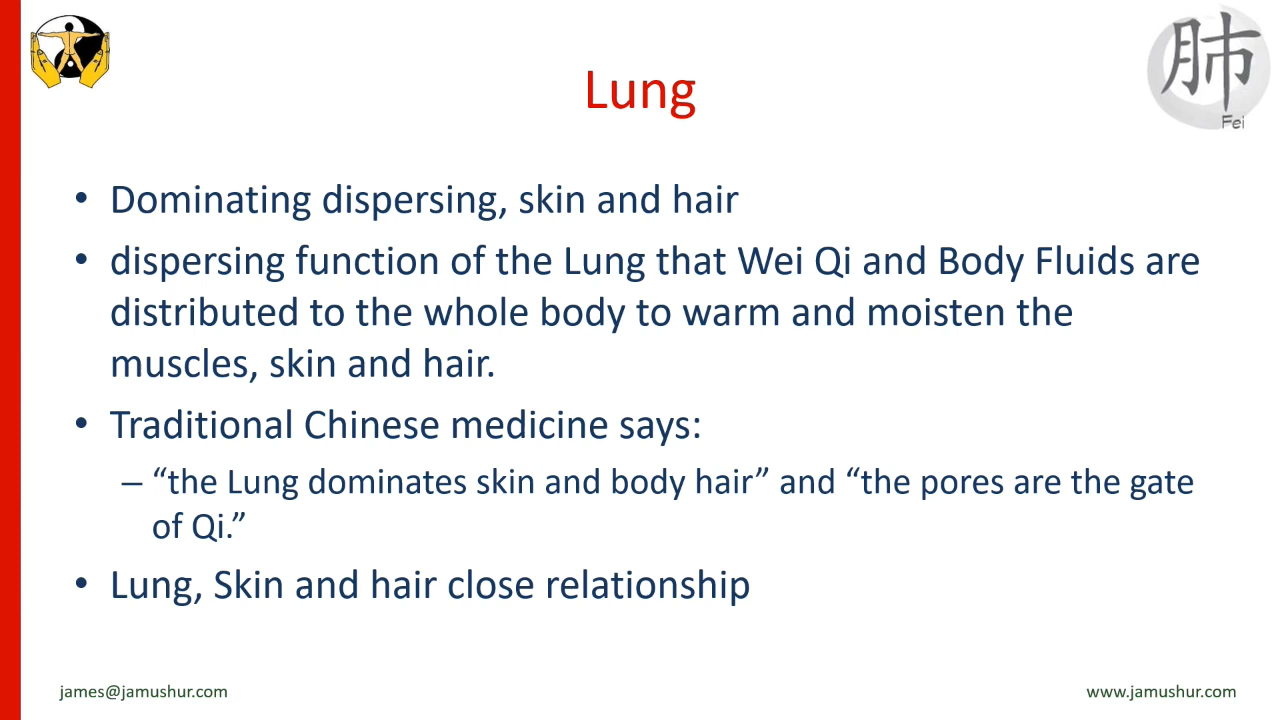 肺
Fei
Lung
• Dominating dispersing, skin and hair
• dispersing function of the Lung that Wei Qi and Body Fluids are
distributed to the whole body to warm and moisten the
muscles, skin and hair.
• Traditional Chinese medicine says:
– “the Lung dominates skin and body hair” and “the pores are the gate
of Qi.”
• Lung, Skin and hair close relationship
james@jamushur.com
www.jamushur.com